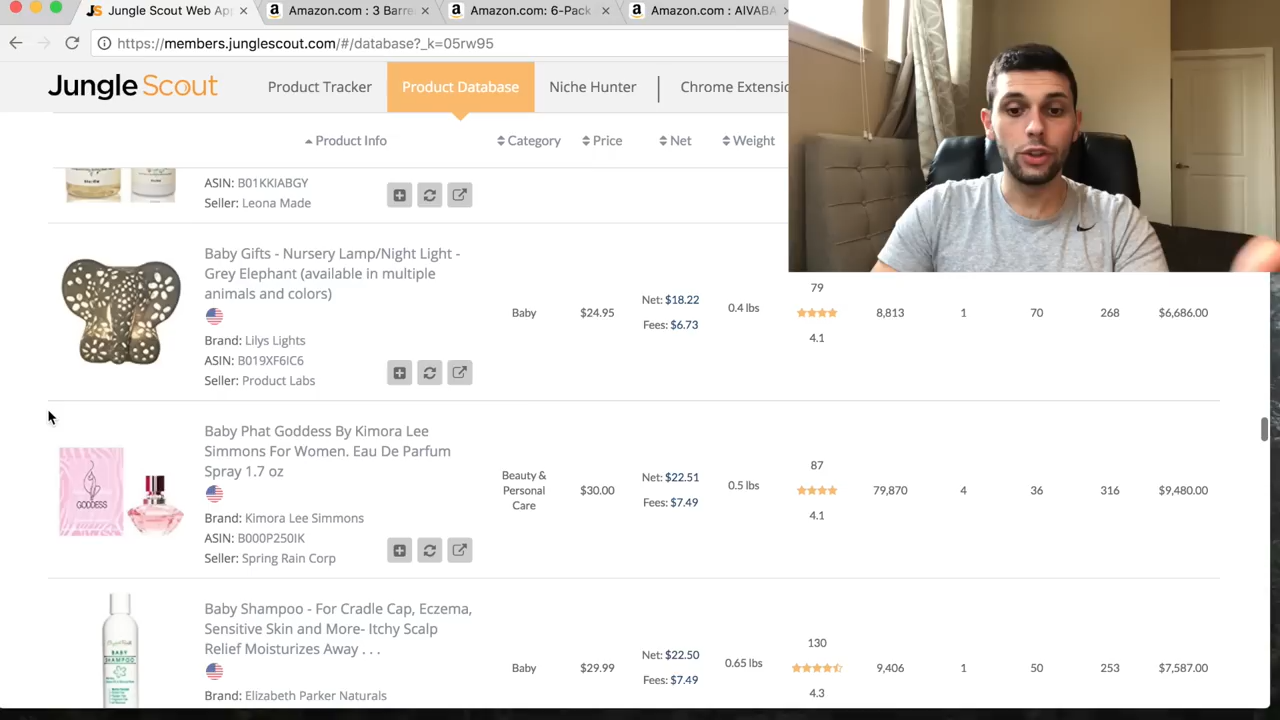 Jungle Scout Web Ap
Amazon.com : 3 Barre
Amazon.com: 6-Pack
Amazon.com : AIVABA
https://members.junglescout.com/#/database?_k=05rw95
Jungle Scout
Product Tracker
Product Database
Niche Hunter
Chrome Extensio
Product Info
Category
Price
Net
Weight
ASIN: B01KKIABGY
Seller: Leona Made
Baby Gifts - Nursery Lamp/Night Light -
Grey Elephant (available in multiple
animals and colors)
Brand: Lilys Lights
ASIN: B019XF6IC6
Seller: Product Labs
Baby
$24.95
Net: $18.22
Fees: $6.73
0.4 lbs
79
4.1
8,813
1
70
268
$6,686.00
Baby Phat Goddess By Kimora Lee
Simmons For Women. Eau De Parfum
Spray 1.7 oz
Brand: Kimora Lee Simmons
ASIN: B000P250IK
Seller: Spring Rain Corp
GODDESS
Beauty &
Personal
Care
$30.00
Net: $22.51
Fees: $7.49
0.5 lbs
87
4.1
79,870
4
36
316
$9,480.00
Baby Shampoo - For Cradle Cap, Eczema,
Sensitive Skin and More- Itchy Scalp
Relief Moisturizes Away . . .
Brand: Elizabeth Parker Naturals
BABY
SHAMPOO
Baby
$29.99
Net: $22.50
Fees: $7.49
0.65 lbs
130
4.3
9,406
1
50
253
$7,587.00